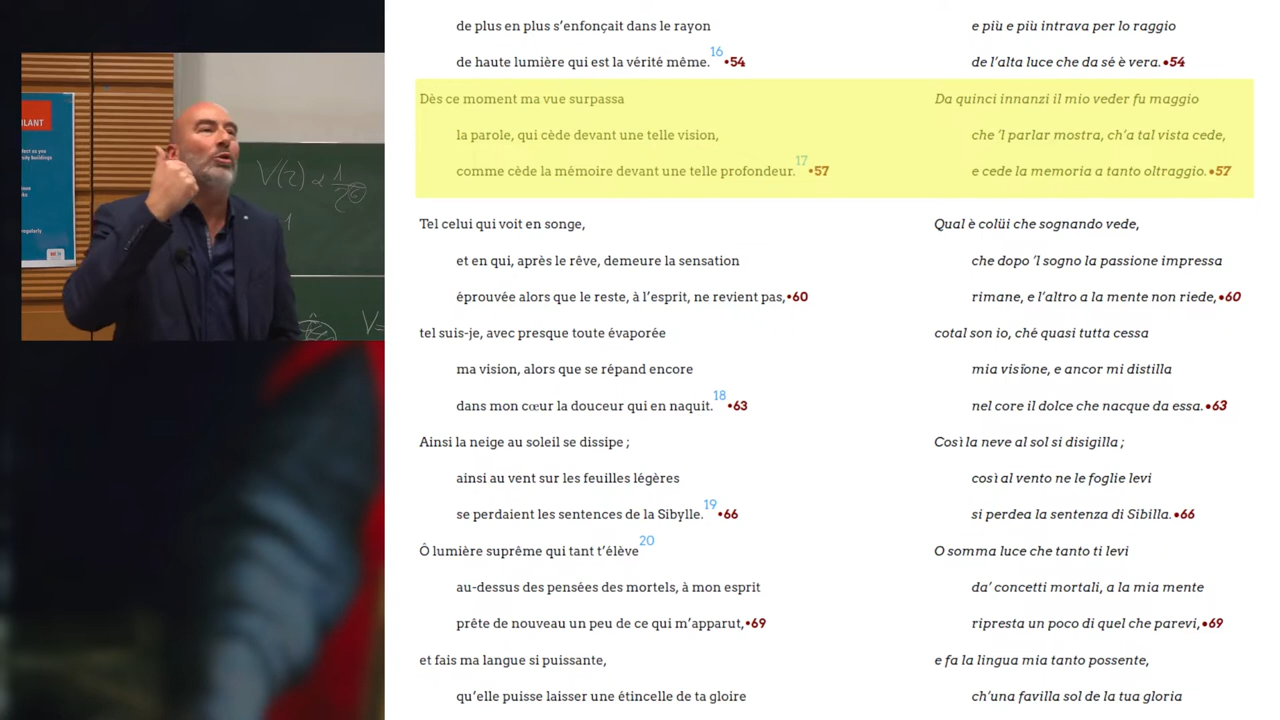 de plus en plus s’enfonçait dans le rayon
de haute lumière qui est la vérité même.16 •54
Dès ce moment ma vue surpassa
la parole, qui cède devant une telle vision,
comme cède la mémoire devant une telle profondeur.17 •57
Tel celui qui voit en songe,
et en qui, après le rêve, demeure la sensation
éprouvée alors que le reste, à l’esprit, ne revient pas,•60
tel suis-je, avec presque toute évaporée
ma vision, alors que se répand encore
dans mon cœur la douceur qui en naquit.18 •63
Ainsi la neige au soleil se dissipe ;
ainsi au vent sur les feuilles légères
se perdaient les sentences de la Sibylle.19 •66
Ô lumière suprême qui tant t’élève20
au-dessus des pensées des mortels, à mon esprit
prête de nouveau un peu de ce qui m’apparut,•69
et fais ma langue si puissante,
qu’elle puisse laisser une étincelle de ta gloire
e più e più intrava per lo raggio
de l’alta luce che da sé è vera.•54
Da quinci innanzi il mio veder fu maggio
che ’l parlar mostra, ch’a tal vista cede,
e cede la memoria a tanto oltraggio.•57
Qual è colüi che sognando vede,
che dopo ’l sogno la passione impressa
rimane, e l’altro a la mente non riede,•60
cotal son io, ché quasi tutta cessa
mia visïone, e ancor mi distilla
nel core il dolce che nacque da essa.•63
Così la neve al sol si disigilla ;
così al vento ne le foglie levi
si perdea la sentenza di Sibilla.•66
O somma luce che tanto ti levi
da’ concetti mortali, a la mia mente
ripresta un poco di quel che parevi,•69
e fa la lingua mia tanto possente,
ch’una favilla sol de la tua gloria